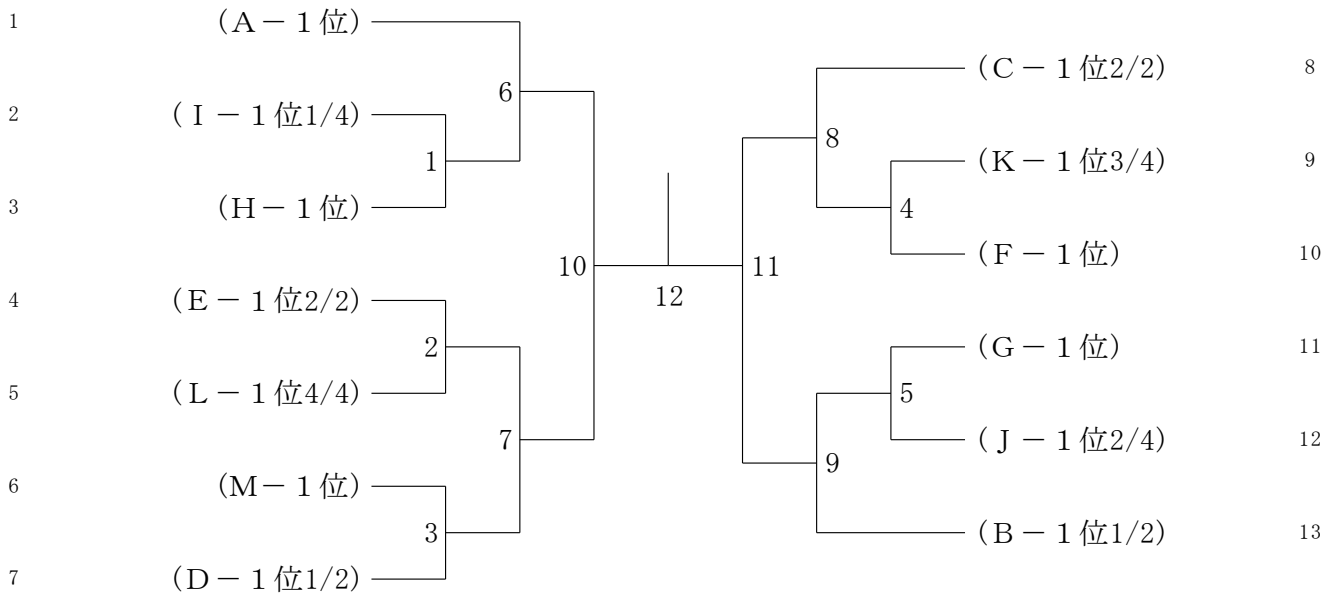 1 (A－1位)
6
2 (I－1位1/4)
1
3 (H－1位)
10
4 (E－1位2/2)
2
5 (L－1位4/4)
7
6 (M－1位)
3
7 (D－1位1/2)
12
(C－1位2/2) 8
8
(K－1位3/4) 9
4
(F－1位) 10
11
(G－1位) 11
5
(J－1位2/4) 12
9
(B－1位1/2) 13